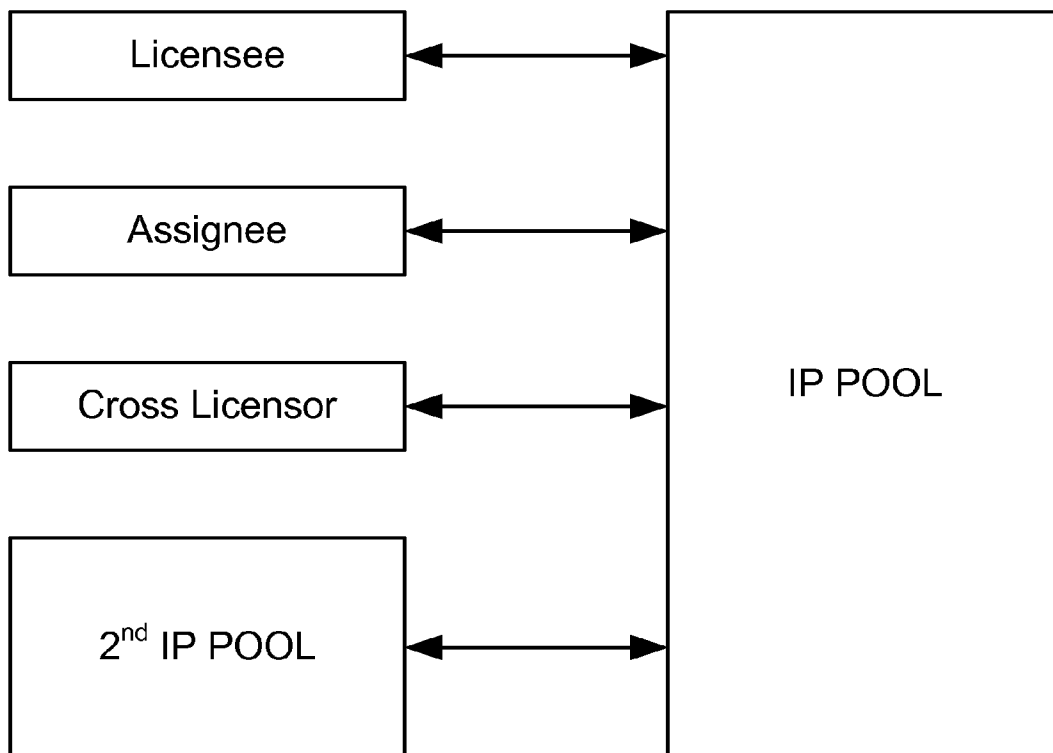 Licensee
Assignee
Cross Licensor
IP POOL
2nd IP POOL